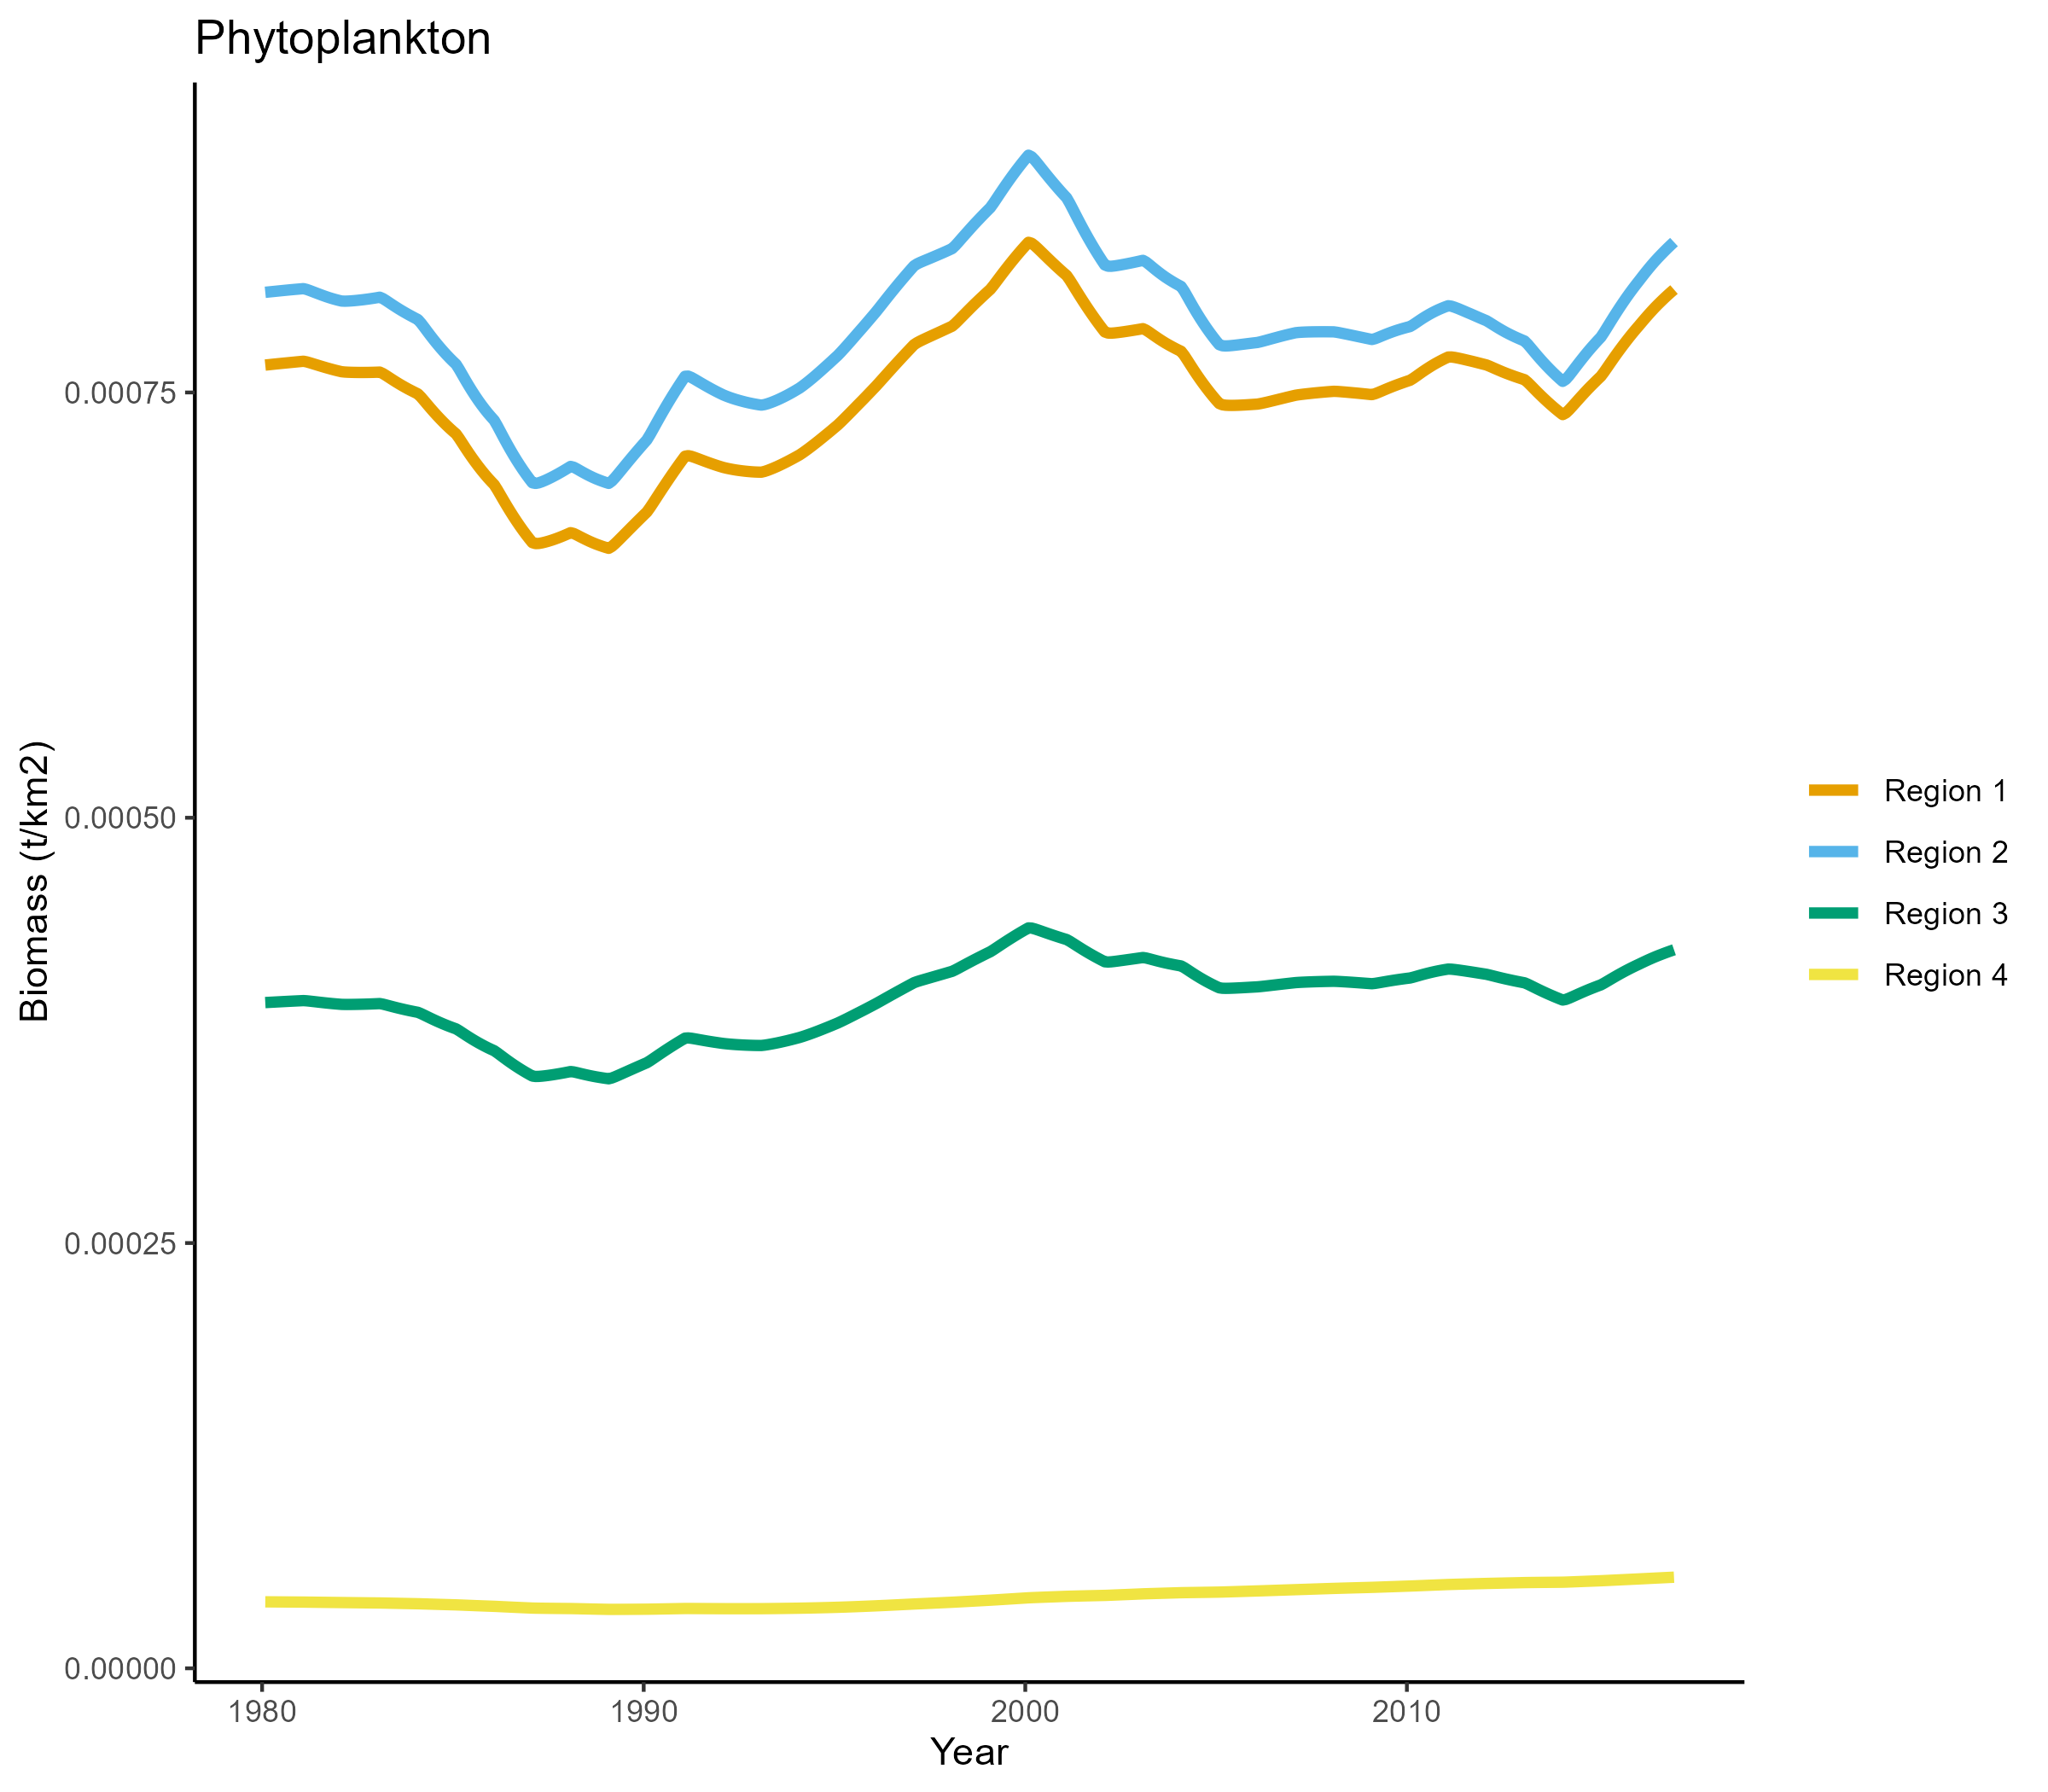 Phytoplankton
Biomass (t/km2)
0.00075
0.00050
0.00025
0.00000
1980
1990
2000
2010
Year
Region 1
Region 2
Region 3
Region 4